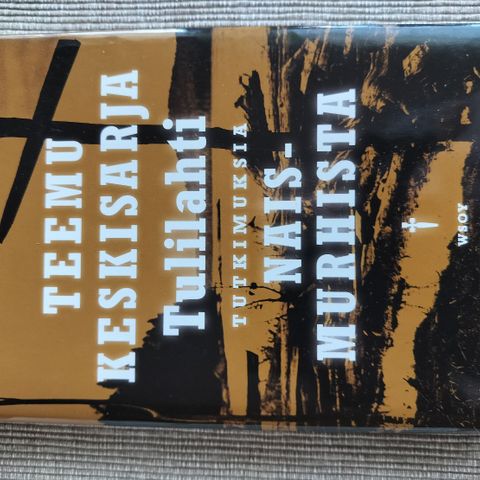 TEEMU
KESKISARJA
Tulilahti
TUTKIMUKSIA
NAIS-
MURHISTA
WSOY